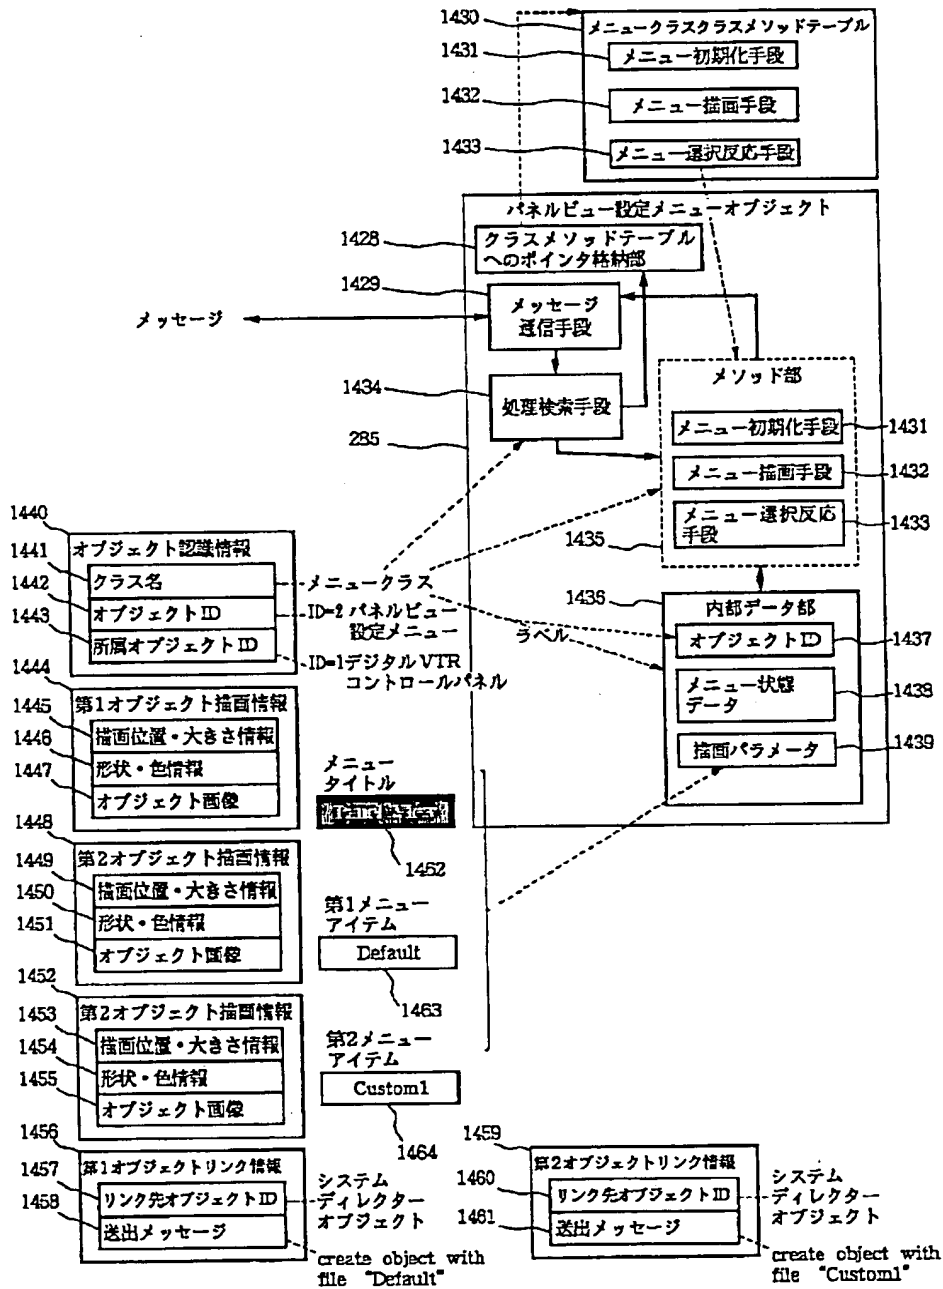 1430
メニュークラスクラスメソッドテーブル
1431
メニュー初期化手段
1432
メニュー描画手段
1433
メニュー選択反応手段
パネルビュー設定メニューオブジェクト
1428
クラスメソッドテーブル
へのポインタ格納部
1429
メッセージ
通信手段
メッセージ
1434
処理検索手段
285
メソッド部
メニュー初期化手段
1431
メニュー描画手段
1432
メニュー選択反応
手段
1433
1435
1436
内部データ部
オブジェクトID
1437
メニュー状態
データ
1438
描画パラメータ
1439
1440
オブジェクト認識情報
1441
クラス名
メニュークラス
1442
オブジェクトID
ID=2 パネルビュー
設定メニュー
1443
所属オブジェクトID
ID=1デジタルVTR
コントロールパネル
ラベル
1444
第1オブジェクト描画情報
1445
描画位置・大きさ情報
1446
形状・色情報
1447
オブジェクト画像
メニュー
タイトル
1462
1448
第2オブジェクト描画情報
1449
描画位置・大きさ情報
1450
形状・色情報
1451
オブジェクト画像
第1メニュー
アイテム
Default
1463
1452
第2オブジェクト描画情報
1453
描画位置・大きさ情報
1454
形状・色情報
1455
オブジェクト画像
第2メニュー
アイテム
Custom1
1464
1456
第1オブジェクトリンク情報
1457
リンク先オブジェクトID
1458
送出メッセージ
システム
ディレクター
オブジェクト
create object with
file "Default"
1459
第2オブジェクトリンク情報
1460
リンク先オブジェクトID
1461
送出メッセージ
システム
ディレクター
オブジェクト
create object with
file "Custom1"